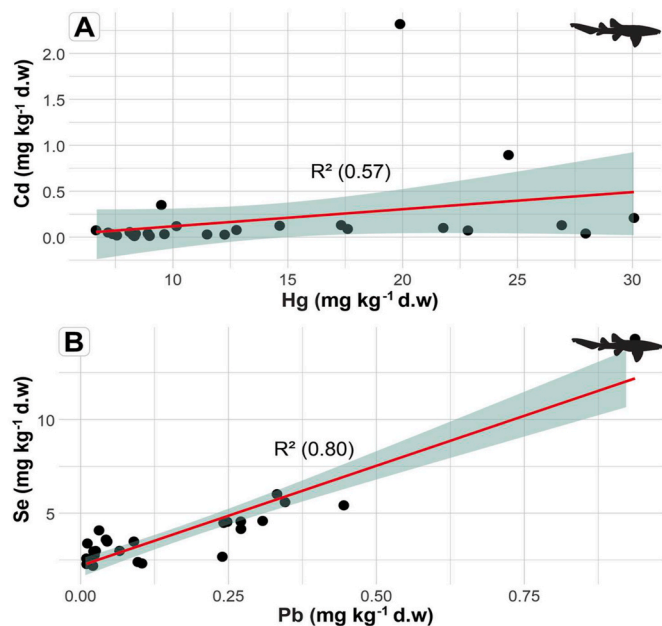 A
Cd (mg kg⁻¹ d.w)
2.0
1.5
1.0
0.5
0.0
R² (0.57)
10
15
20
25
30
Hg (mg kg⁻¹ d.w)
B
Se (mg kg⁻¹ d.w)
10
5
R² (0.80)
0.00
0.25
0.50
0.75
Pb (mg kg⁻¹ d.w)